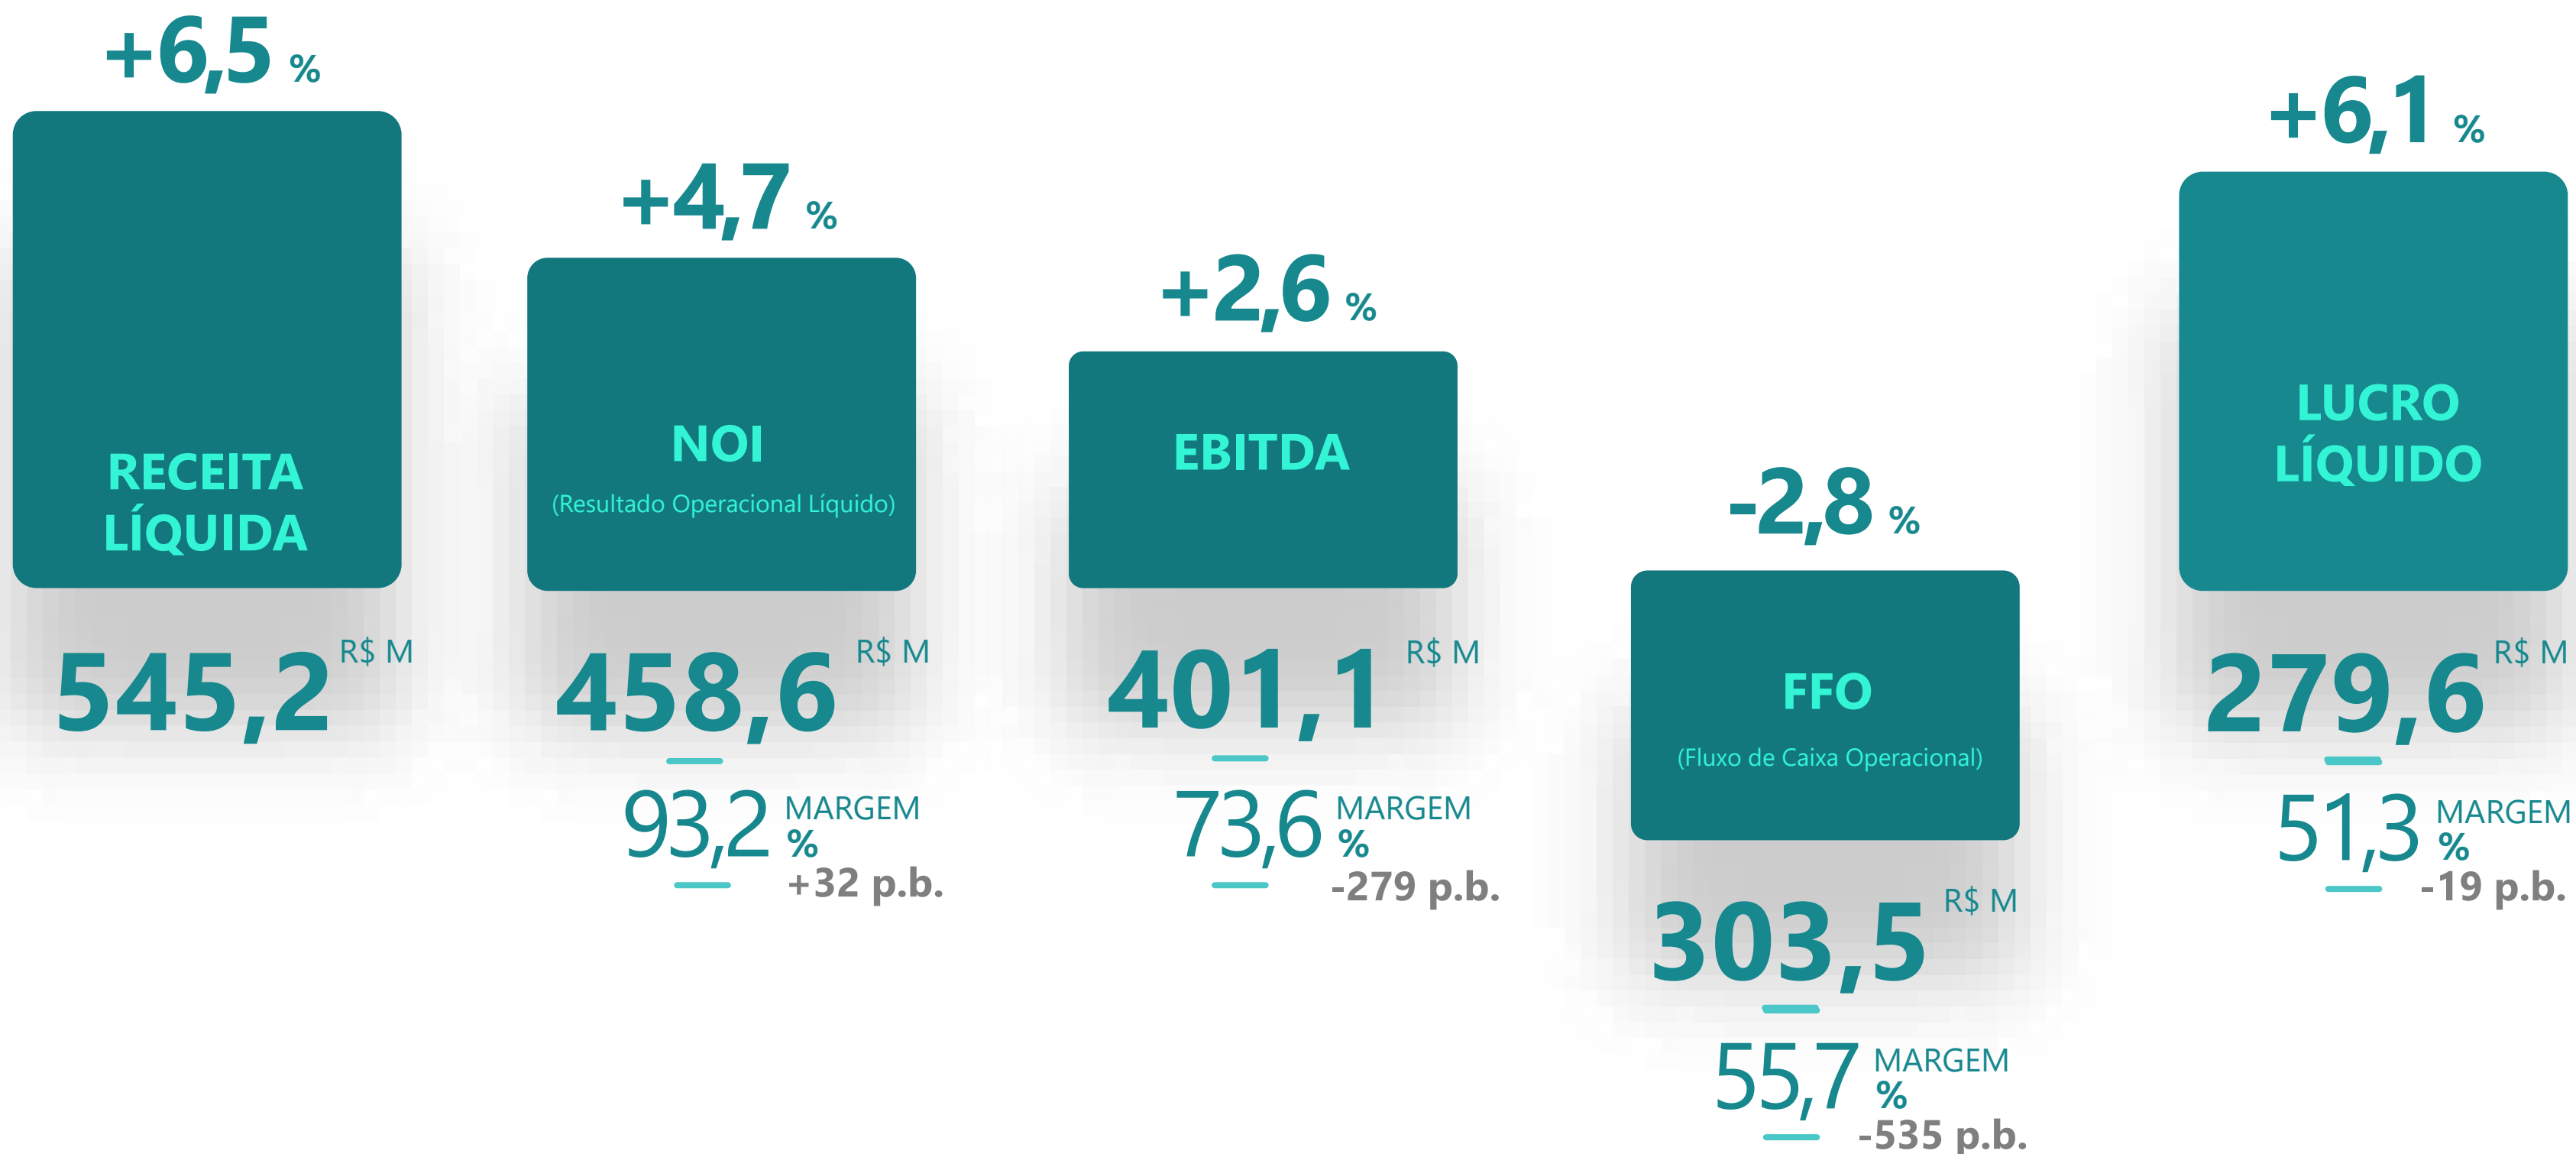 +6,5 %
RECEITA
LÍQUIDA
545,2 R$ M
+4,7 %
NOI
(Resultado Operacional Líquido)
458,6 R$ M
93,2 MARGEM
%
+32 p.b.
+2,6 %
EBITDA
401,1 R$ M
73,6 MARGEM
%
-279 p.b.
-2,8 %
FFO
(Fluxo de Caixa Operacional)
303,5 R$ M
55,7 MARGEM
%
-535 p.b.
+6,1 %
LUCRO
LÍQUIDO
279,6 R$ M
51,3 MARGEM
%
-19 p.b.